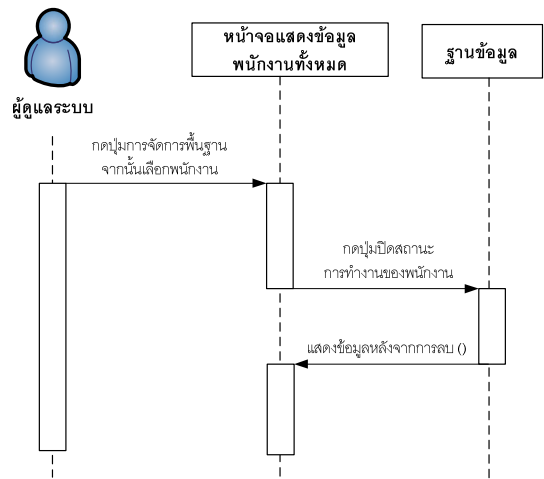 หน้าจอแสดงข้อมูล
พนักงานทั้งหมด
ฐานข้อมูล
ผู้ดูแลระบบ
กดปุ่มการจัดการพื้นฐาน
จากนั้นเลือกพนักงาน
กดปุ่มปิดสถานะ
การทำงานของพนักงาน
แสดงข้อมูลหลังจากการลบ ()